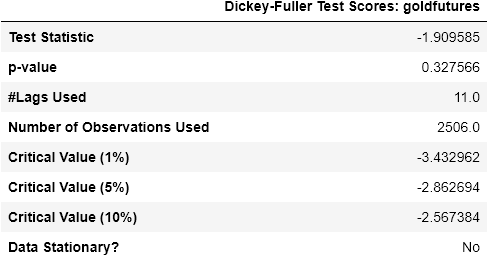 Dickey-Fuller Test Scores: goldfutures
Test Statistic -1.909585
p-value 0.327566
#Lags Used 11.0
Number of Observations Used 2506.0
Critical Value (1%) -3.432962
Critical Value (5%) -2.862694
Critical Value (10%) -2.567384
Data Stationary? No